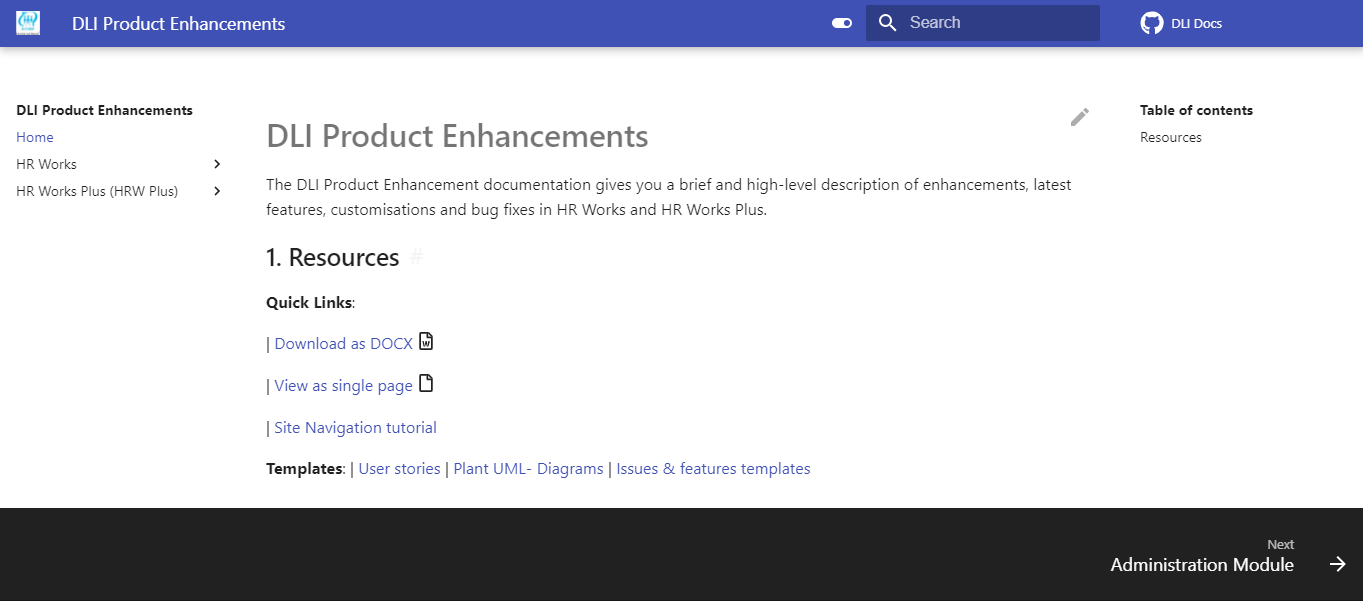 DLI Product Enhancements
Search
DLI Docs
DLI Product Enhancements
Home
HR Works
HR Works Plus (HRW Plus)
DLI Product Enhancements
The DLI Product Enhancement documentation gives you a brief and high-level description of enhancements, latest
features, customisations and bug fixes in HR Works and HR Works Plus.
1. Resources #
Quick Links:
| Download as DOCX
| View as single page
| Site Navigation tutorial
Templates: | User stories | Plant UML- Diagrams | Issues & features templates
Table of contents
Resources
Next
Administration Module